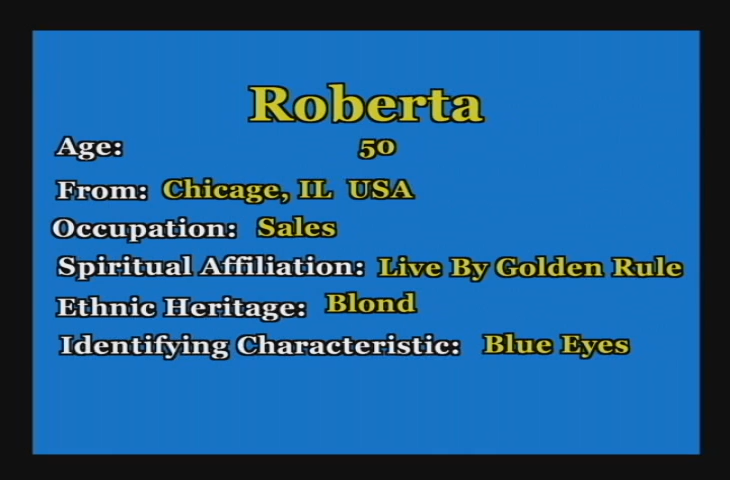 Roberta
Age: 50
From: Chicago, IL USA
Occupation: Sales
Spiritual Affiliation: Live By Golden Rule
Ethnic Heritage: Blond
Identifying Characteristic: Blue Eyes